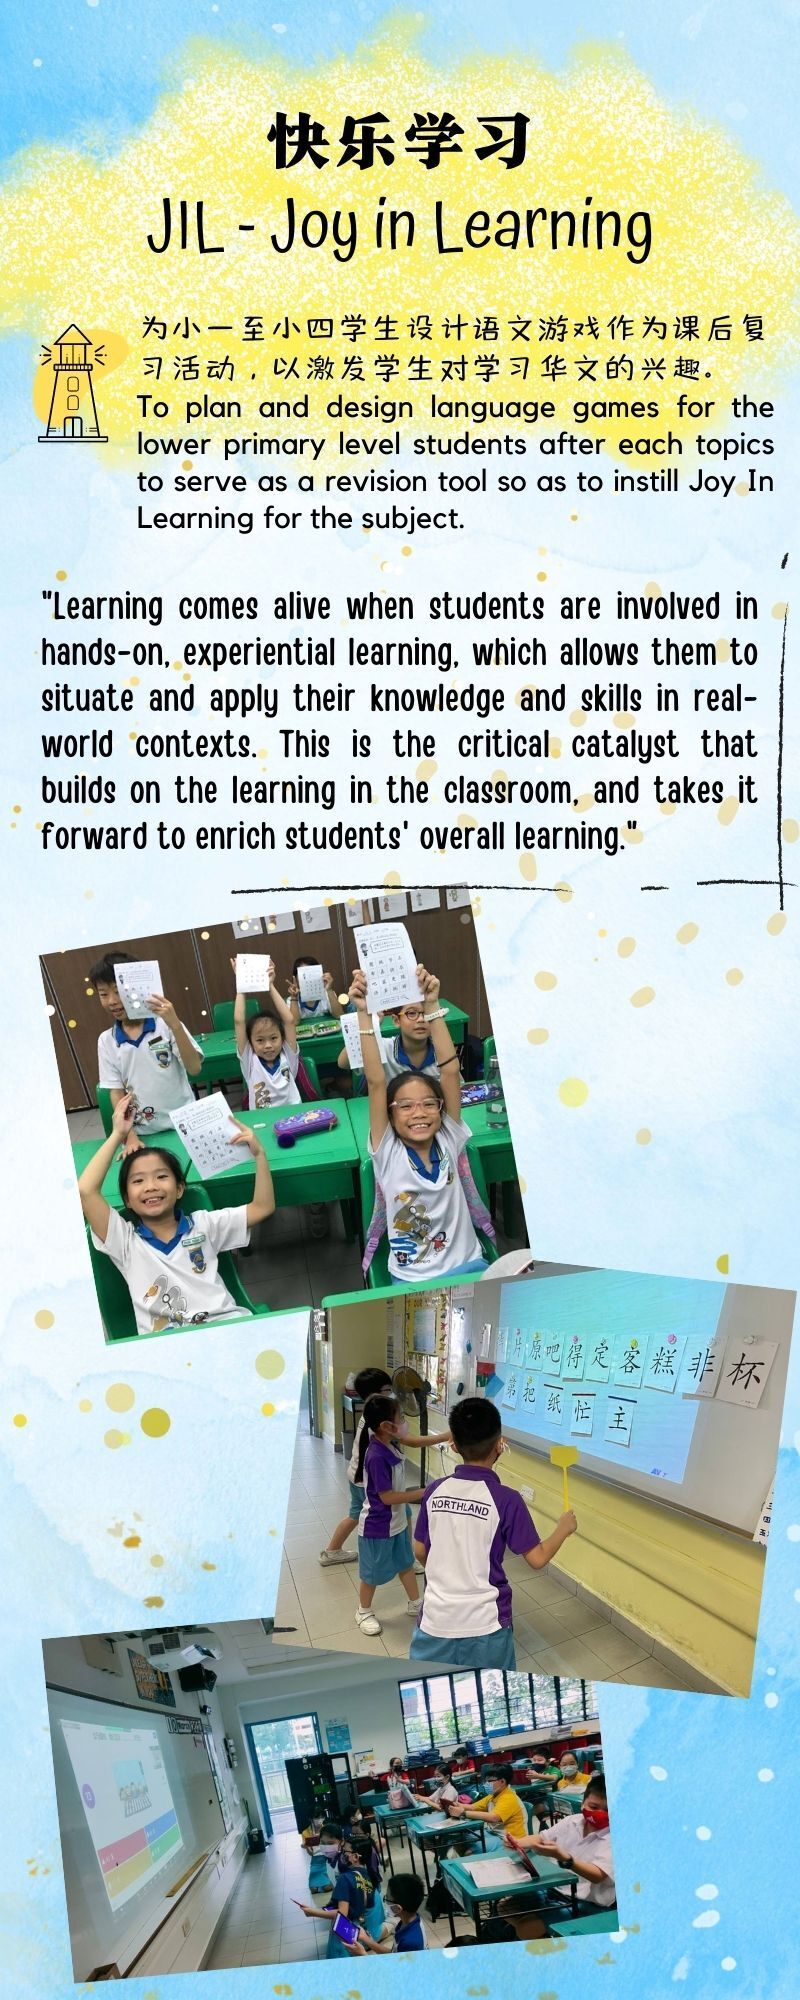 快乐学习
JIL - Joy in Learning
为小一至小四学生设计语文游戏作为课后复
习活动，以激发学生对学习华文的兴趣。
To plan and design language games for the
lower primary level students after each topics
to serve as a revision tool so as to instill Joy In
Learning for the subject.
"Learning comes alive when students are involved in
hands-on, experiential learning, which allows them to
situate and apply their knowledge and skills in real-
world contexts. This is the critical catalyst that
builds on the learning in the classroom, and takes it
forward to enrich students' overall learning."
片 原 吧 得 定 客 糕 非 杯
第 把 纸 忙 主
NORTHLAND